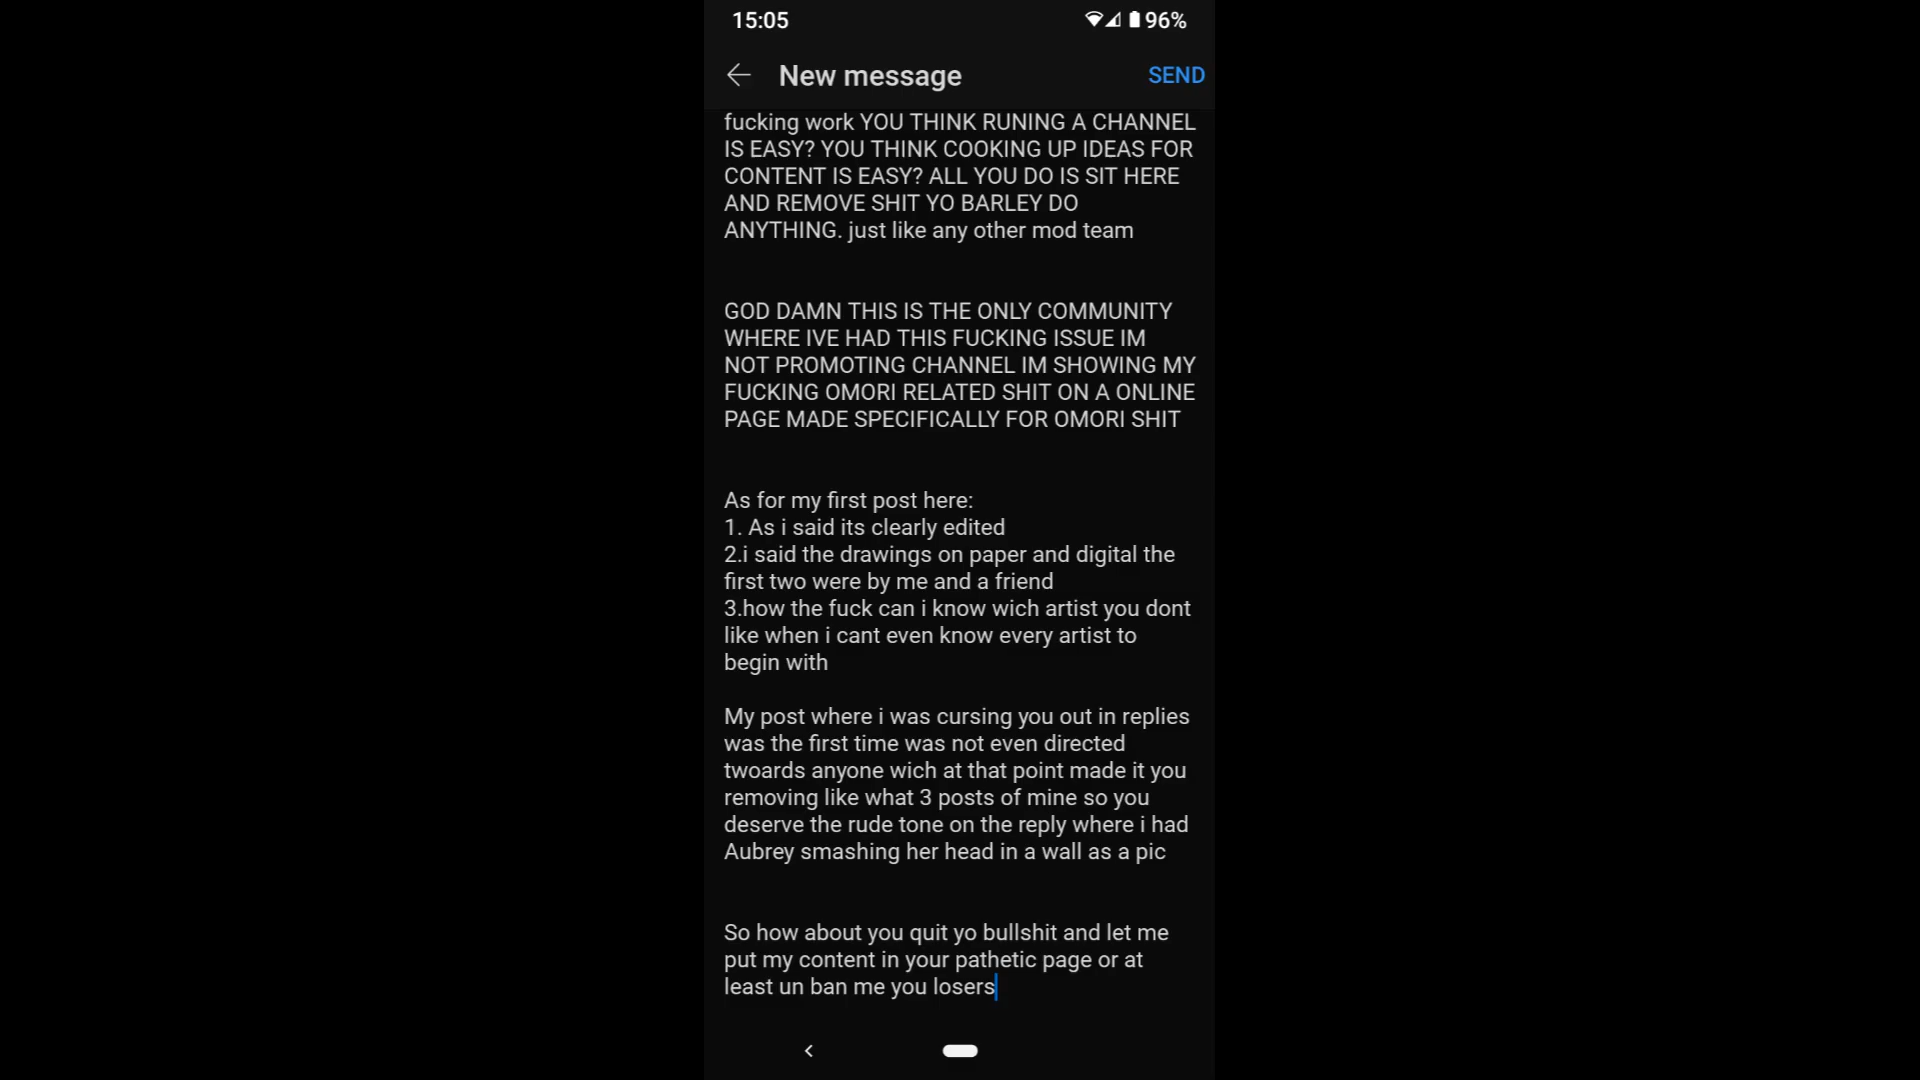 15:05
96%
New message
SEND
fucking work YOU THINK RUNING A CHANNEL
IS EASY? YOU THINK COOKING UP IDEAS FOR
CONTENT IS EASY? ALL YOU DO IS SIT HERE
AND REMOVE SHIT YO BARLEY DO
ANYTHING. just like any other mod team
GOD DAMN THIS IS THE ONLY COMMUNITY
WHERE IVE HAD THIS FUCKING ISSUE IM
NOT PROMOTING CHANNEL IM SHOWING MY
FUCKING OMORI RELATED SHIT ON A ONLINE
PAGE MADE SPECIFICALLY FOR OMORI SHIT
As for my first post here:
1. As i said its clearly edited
2.i said the drawings on paper and digital the
first two were by me and a friend
3.how the fuck can i know wich artist you dont
like when i cant even know every artist to
begin with
My post where i was cursing you out in replies
was the first time was not even directed
twoards anyone wich at that point made it you
removing like what 3 posts of mine so you
deserve the rude tone on the reply where i had
Aubrey smashing her head in a wall as a pic
So how about you quit yo bullshit and let me
put my content in your pathetic page or at
least un ban me you losers